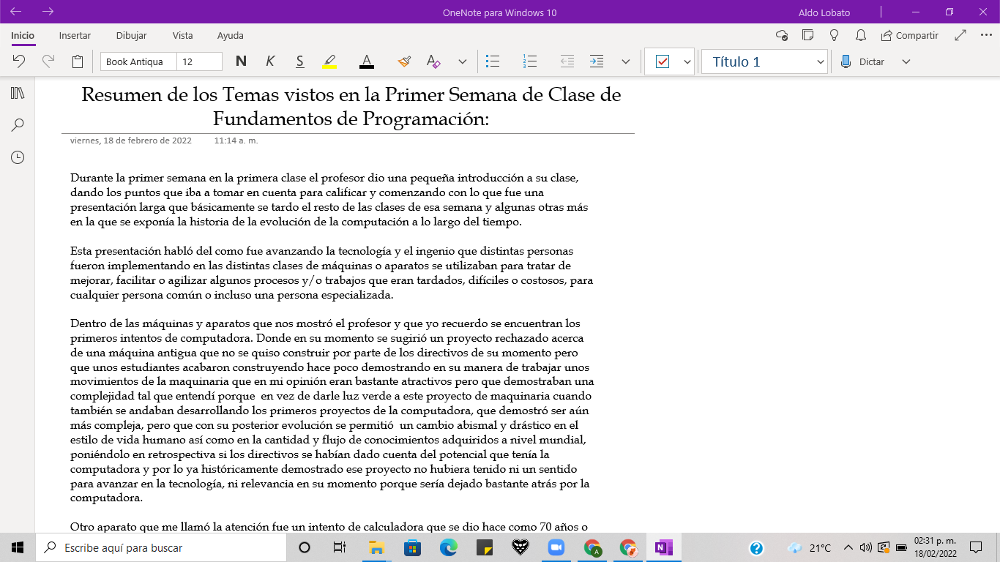 OneNote para Windows 10
Aldo Lobato
Inicio Insertar Dibujar Vista Ayuda
Compartir
Book Antiqua 12 N K S A A Título 1 Dictar
Resumen de los Temas vistos en la Primer Semana de Clase de
Fundamentos de Programación:
viernes, 18 de febrero de 2022 11:14 a. m.
Durante la primer semana en la primera clase el profesor dio una pequeña introducción a su clase,
dando los puntos que iba a tomar en cuenta para calificar y comenzando con lo que fue una
presentación larga que básicamente se tardo el resto de las clases de esa semana y algunas otras más
en la que se exponía la historia de la evolución de la computación a lo largo del tiempo.
Esta presentación habló del como fue avanzando la tecnología y el ingenio que distintas personas
fueron implementando en las distintas clases de máquinas o aparatos se utilizaban para tratar de
mejorar, facilitar o agilizar algunos procesos y/o trabajos que eran tardados, difíciles o costosos, para
cualquier persona común o incluso una persona especializada.
Dentro de las máquinas y aparatos que nos mostró el profesor y que yo recuerdo se encuentran los
primeros intentos de computadora. Donde en su momento se sugirió un proyecto rechazado acerca
de una máquina antigua que no se quiso construir por parte de los directivos de su momento pero
que unos estudiantes acabaron construyendo hace poco demostrando en su manera de trabajar unos
movimientos de la maquinaria que en mi opinión eran bastante atractivos pero que demostraban una
complejidad tal que entendí porque  en vez de darle luz verde a este proyecto de maquinaria cuando
también se andaban desarrollando los primeros proyectos de la computadora, que demostró ser aún
más compleja, pero que con su posterior evolución se permitió  un cambio abismal y drástico en el
estilo de vida humano así como en la cantidad y flujo de conocimientos adquiridos a nivel mundial,
poniéndolo en retrospectiva si los directivos se habían dado cuenta del potencial que tenía la
computadora y por lo ya históricamente demostrado ese proyecto no hubiera tenido ni un sentido
para avanzar en la tecnología, ni relevancia en su momento porque sería dejado bastante atrás por la
computadora.
Otro aparato que me llamó la atención fue un intento de calculadora que se dio hace como 70 años o
Escribe aquí para buscar
21°C
02:31 p. m.
18/02/2022